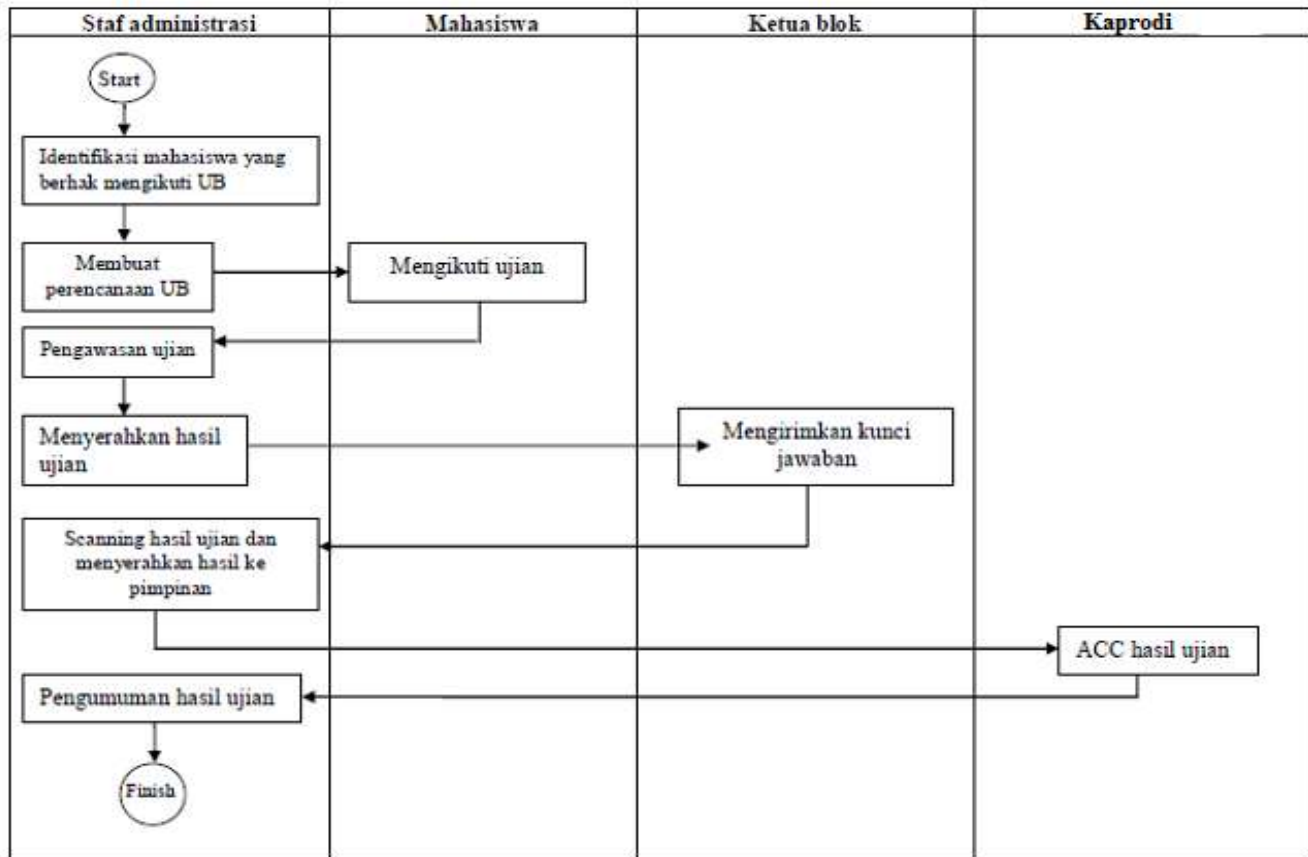 Staf administrasi
Mahasiswa
Ketua blok
Kaprodi
Start
Identifikasi mahasiswa yang
berhak mengikuti UB
Membuat
perencanaan UB
Mengikuti ujian
Pengawasan ujian
Menyerahkan hasil
ujian
Mengirimkan kunci
jawaban
Scanning hasil ujian dan
menyerahkan hasil ke
pimpinan
ACC hasil ujian
Pengumuman hasil ujian
Finish